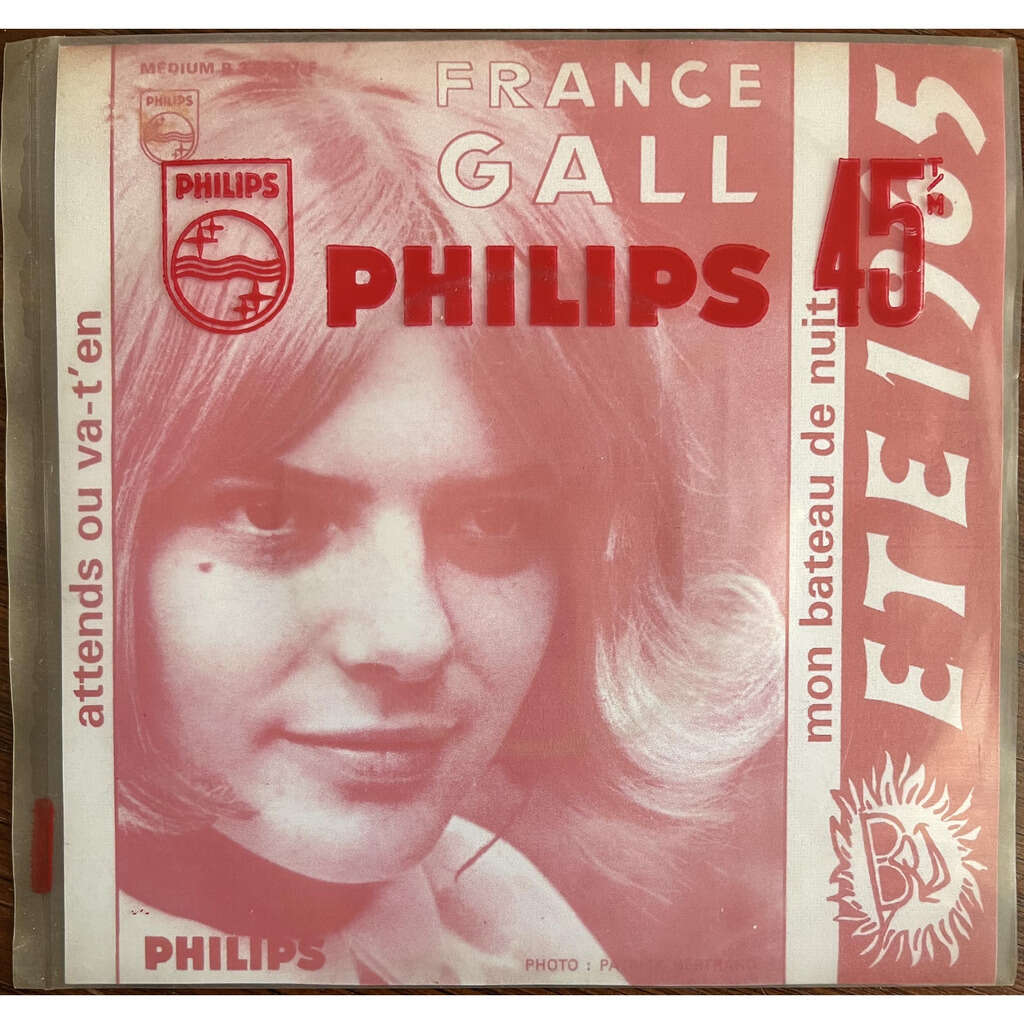 MEDIUM B
PHILIPS
FRANCE
GALL
PHILIPS
PHILIPS
45 T/M
attends ou va-t'en
mon bateau de nuit
ETE 1965
PHILIPS
PHOTO :